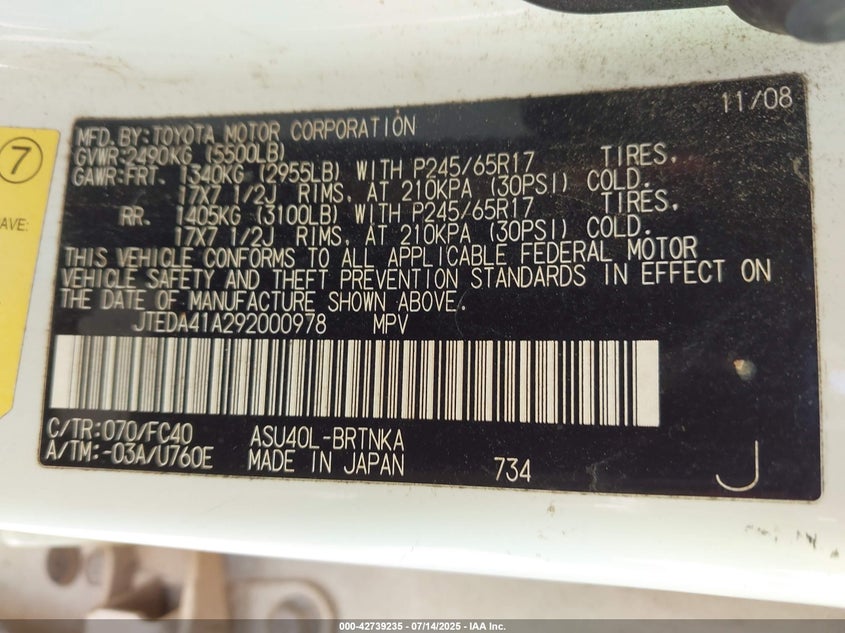 11/08
MFD.BY:TOYOTA MOTOR CORPORATION
GVWR:2490KG (5500LB)
GAWR:FRT. 1340KG (2955LB) WITH P245/65R17 TIRES,
17X7 1/2J RIMS, AT 210KPA (30PSI) COLD.
RR. 1405KG (3100LB) WITH P245/65R17 TIRES,
17X7 1/2J RIMS, AT 210KPA (30PSI) COLD.
THIS VEHICLE CONFORMS TO ALL APPLICABLE FEDERAL MOTOR
VEHICLE SAFETY AND THEFT PREVENTION STANDARDS IN EFFECT ON
THE DATE OF MANUFACTURE SHOWN ABOVE.
JTEDA41A292000978 MPV
C/TR:070/FC40 ASU40L-BRTNKA
A/TM:-03A/U760E MADE IN JAPAN 734 J
7
AVE:
000-42739235 - 07/14/2025 - IAA Inc.